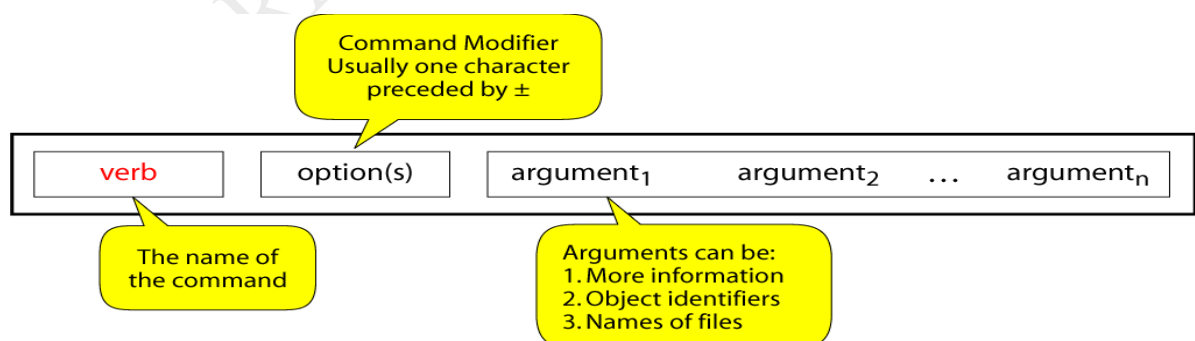 Command Modifier
Usually one character
preceded by ±
verb option(s) argument1 argument2 ... argumentn
The name of
the command
Arguments can be:
1. More information
2. Object identifiers
3. Names of files